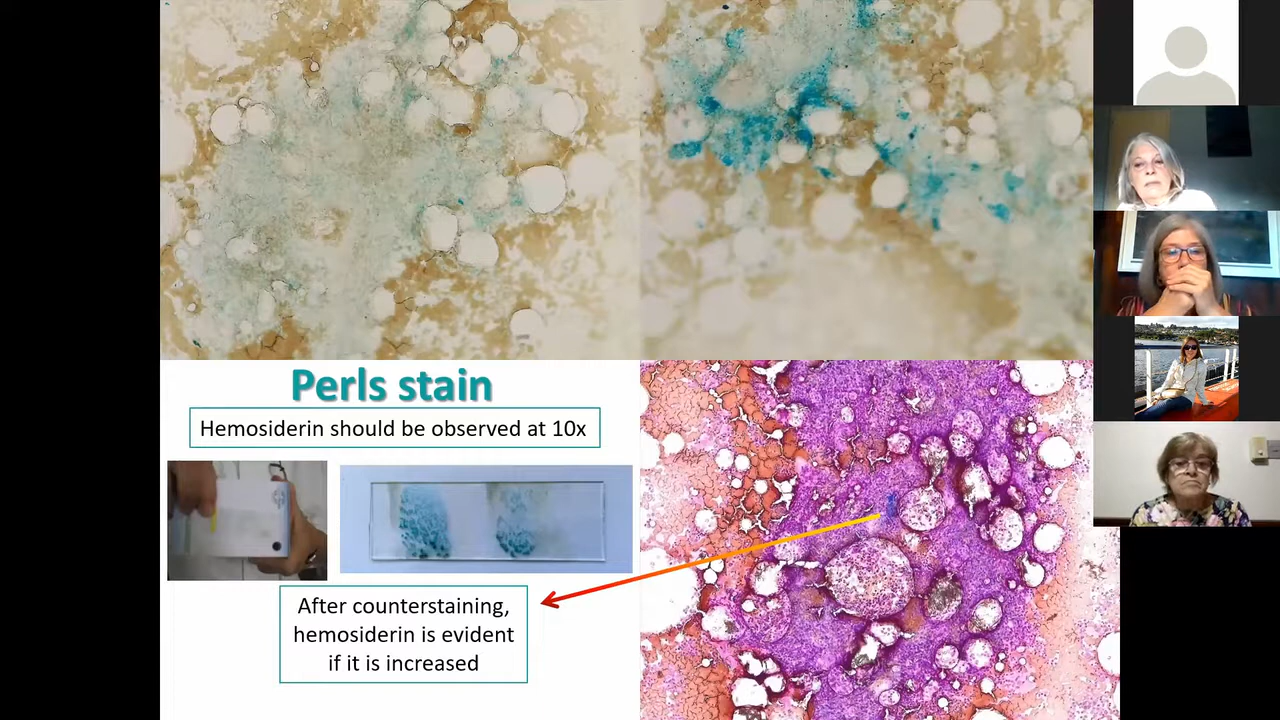 Perls stain
Hemosiderin should be observed at 10x
After counterstaining,
hemosiderin is evident
if it is increased